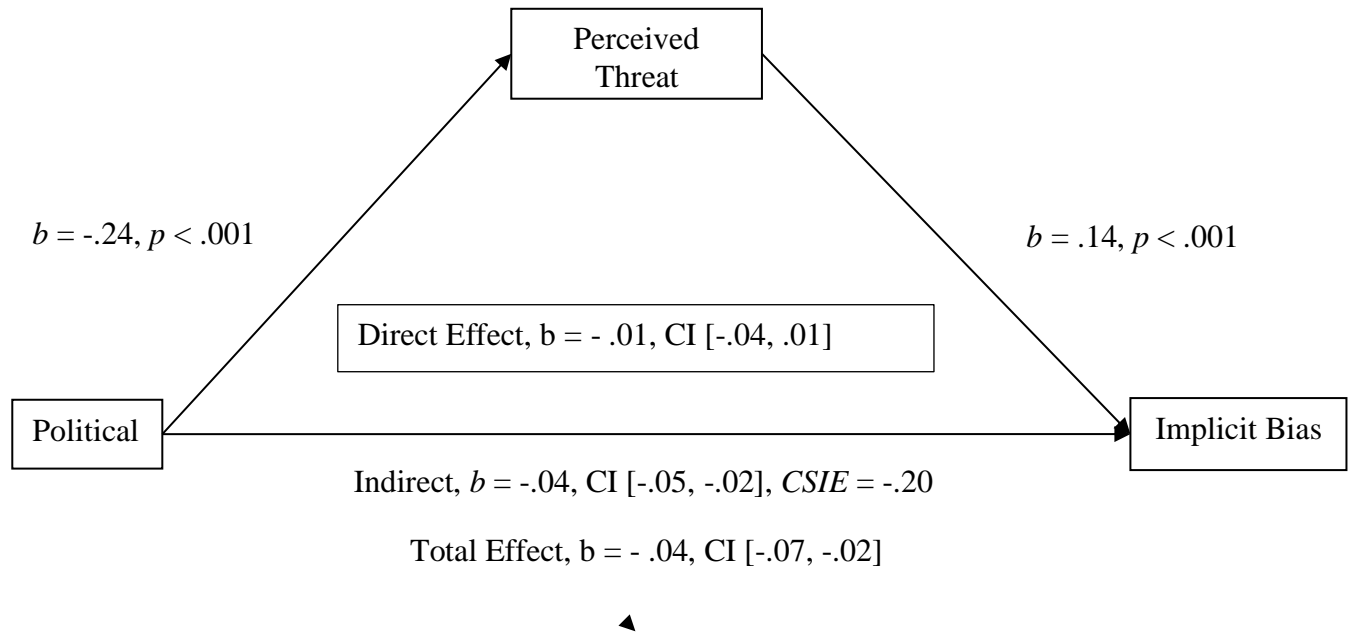 Perceived
Threat
b = -.24, p < .001
b = .14, p < .001
Direct Effect, b = - .01, CI [-.04, .01]
Political
Implicit Bias
Indirect, b = -.04, CI [-.05, -.02], CSIE = -.20
Total Effect, b = - .04, CI [-.07, -.02]